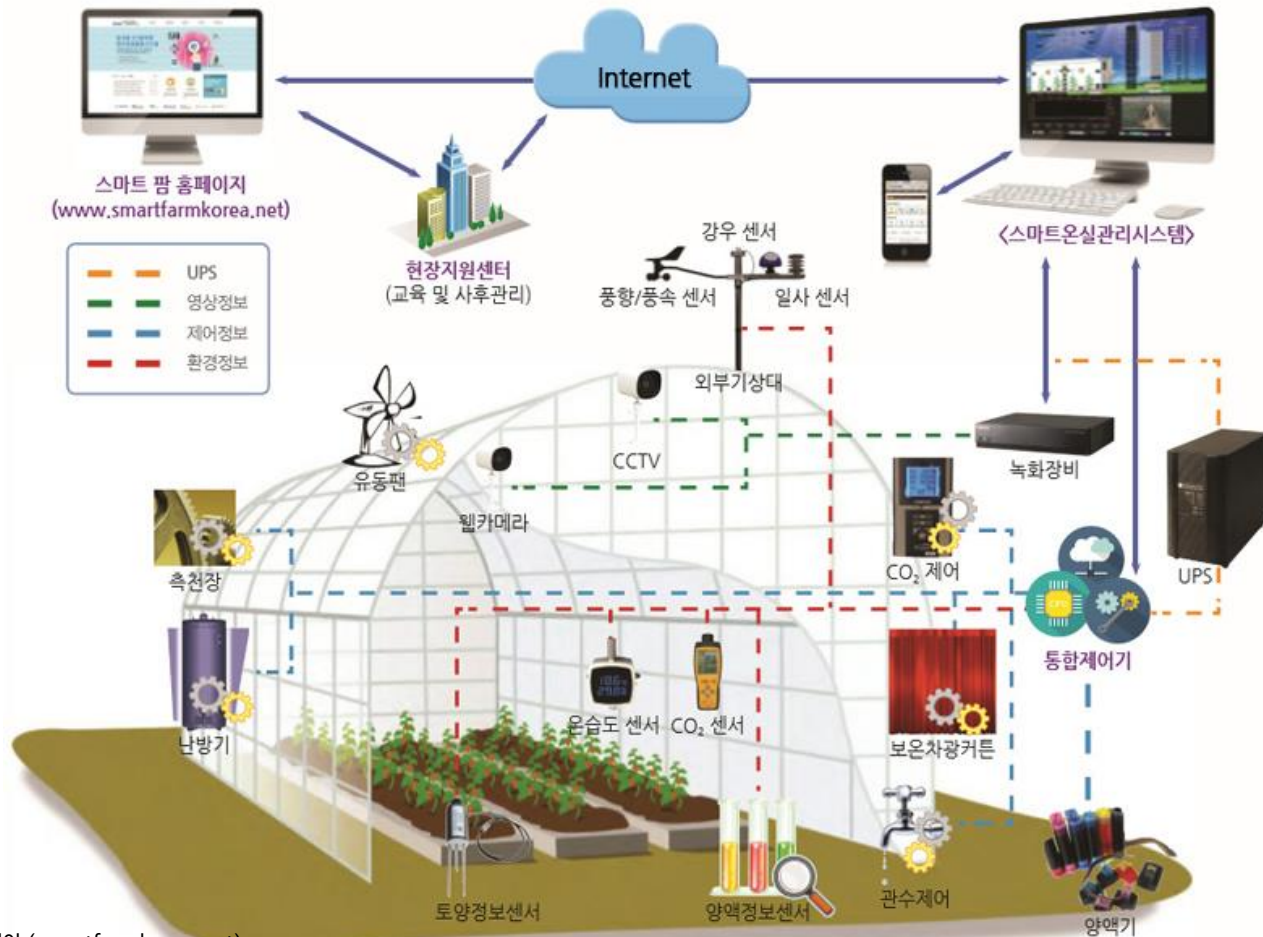 Internet
스마트 팜 홈페이지
(www.smartfarmkorea.net)
현장지원센터
(교육 및 사후관리)
<스마트온실관리시스템>
UPS
영상정보
제어정보
환경정보
강우 센서
풍향/풍속 센서
일사 센서
외부기상대
유동팬
CCTV
웹카메라
녹화장비
UPS
측천장
CO₂ 제어
통합제어기
난방기
온습도 센서
CO₂ 센서
보온차광커튼
토양정보센서
양액정보센서
관수제어
양액기